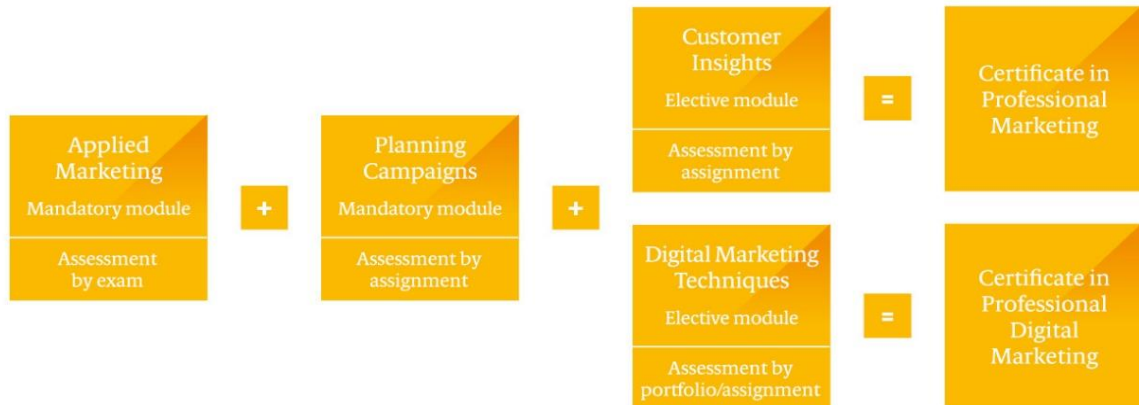 Applied
Marketing
Mandatory module
Assessment
by exam
+
Planning
Campaigns
Mandatory module
Assessment by
assignment
+
Customer
Insights
Elective module
Assessment by
assignment
=
Certificate in
Professional
Marketing
Digital Marketing
Techniques
Elective module
Assessment by
portfolio/assignment
=
Certificate in
Professional
Digital
Marketing